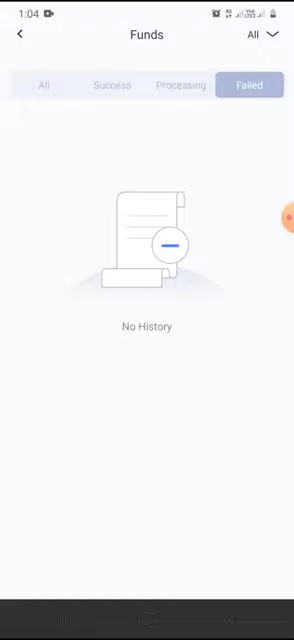 1:04
Funds
All
All
Success
Processing
Failed
No History